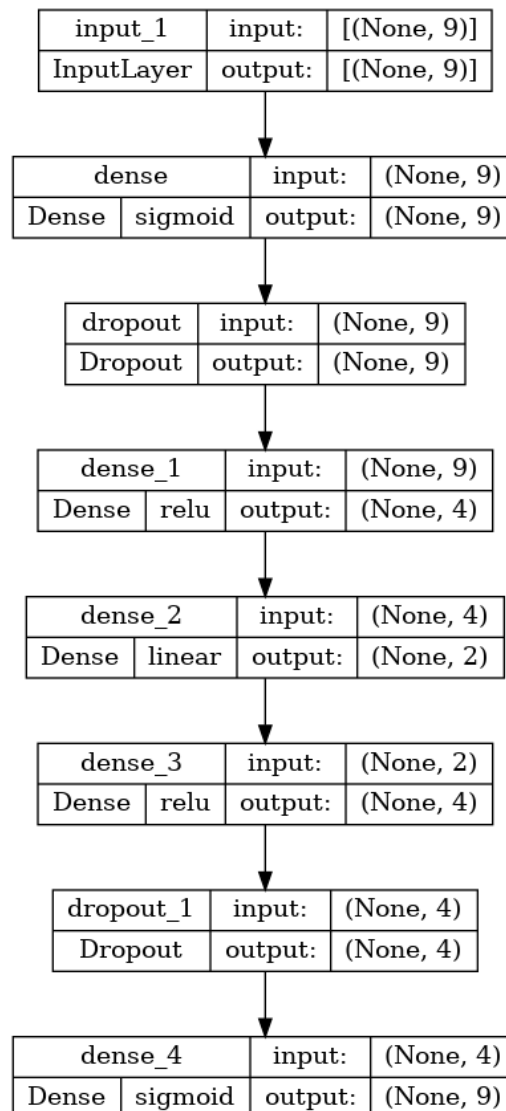 input_1 input: [(None, 9)]
InputLayer output: [(None, 9)]
dense input: (None, 9)
Dense sigmoid output: (None, 9)
dropout input: (None, 9)
Dropout output: (None, 9)
dense_1 input: (None, 9)
Dense relu output: (None, 4)
dense_2 input: (None, 4)
Dense linear output: (None, 2)
dense_3 input: (None, 2)
Dense relu output: (None, 4)
dropout_1 input: (None, 4)
Dropout output: (None, 4)
dense_4 input: (None, 4)
Dense sigmoid output: (None, 9)